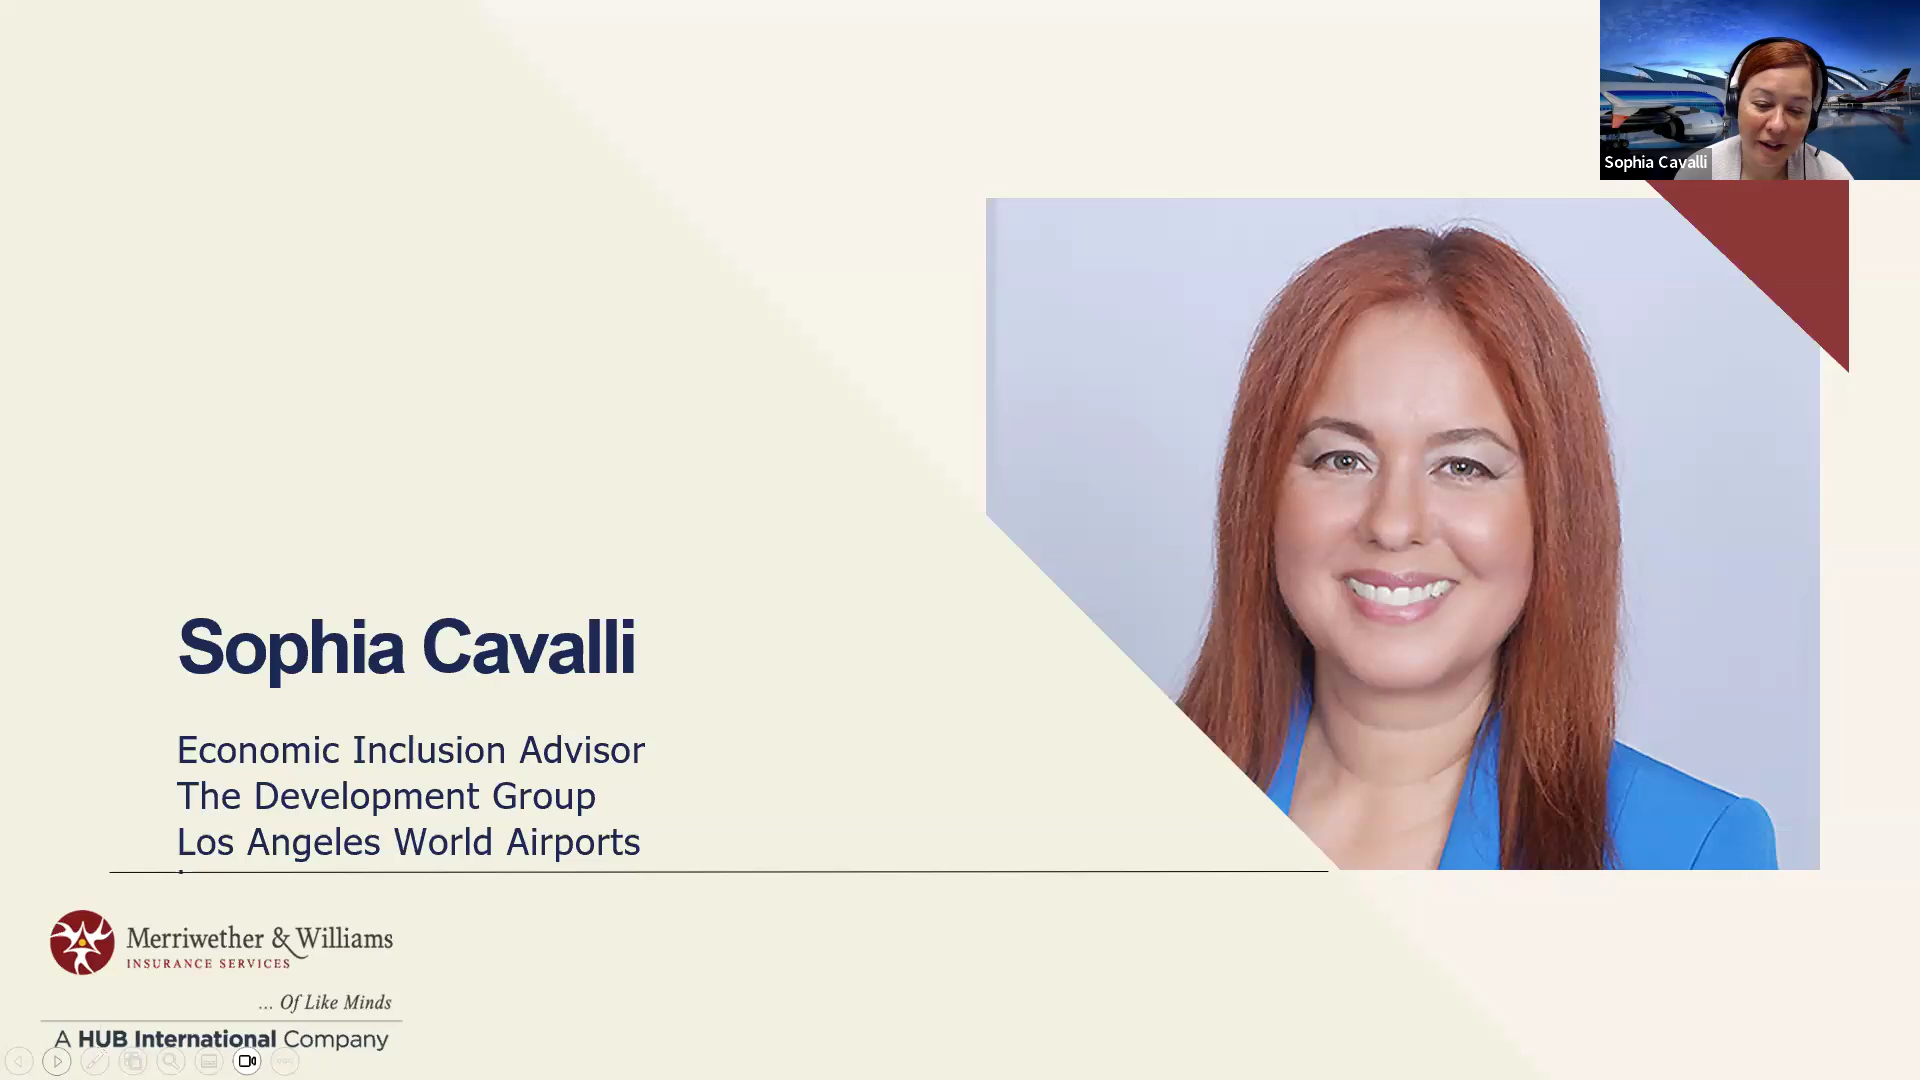 Sophia Cavalli
Sophia Cavalli
Economic Inclusion Advisor
The Development Group
Los Angeles World Airports
Merriwether & Williams
INSURANCE SERVICES
... Of Like Minds
A HUB International Company